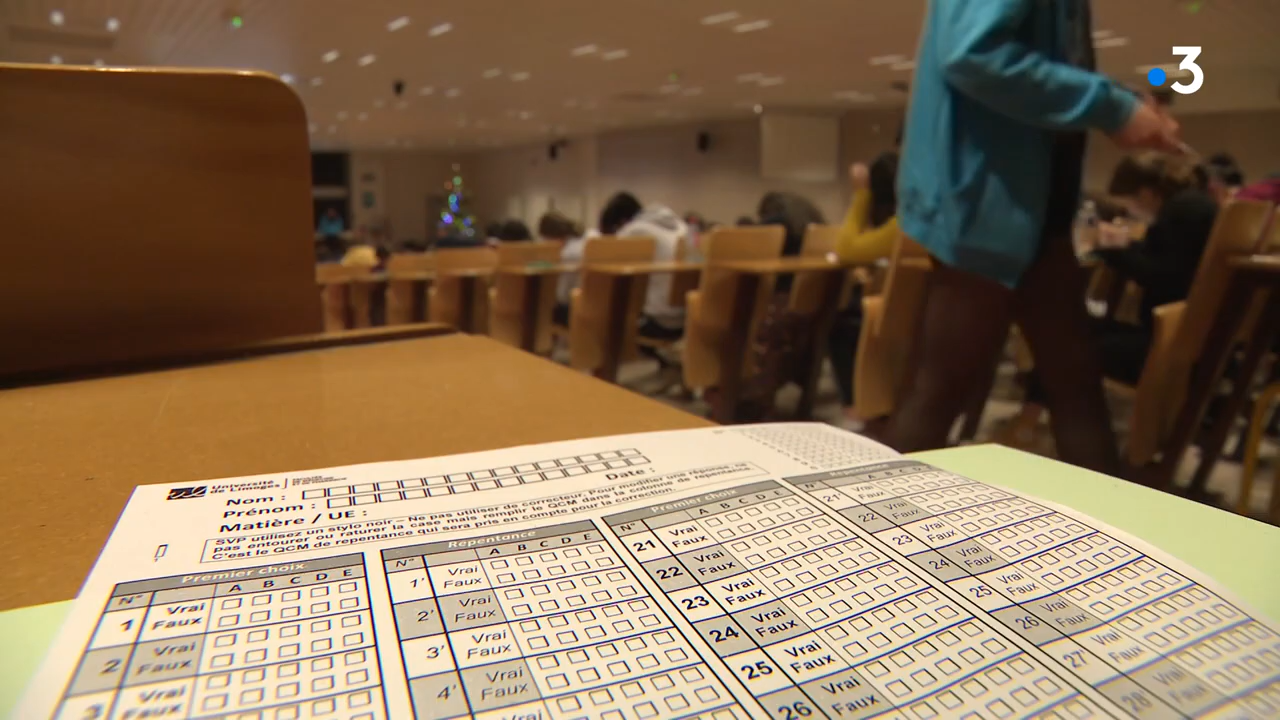 3
Université
de Limoges
Nom :
Prénom :
Date :
Matière / UE :
SVP utilisez un stylo noir – Ne pas utiliser de correcteur. Pour modifier une réponse, ne
pas entourer ou raturer la case mais remplir le QCM dans la colonne de repentance
C'est le QCM de repentance qui sera pris en compte pour la correction.
Premier choix
N° A B C D E
1 Vrai
Faux
2 Vrai
Faux
3 Vrai
Faux
Repentance
N° A B C D E
1' Vrai
Faux
2' Vrai
Faux
3' Vrai
Faux
4' Vrai
Faux
Vrai
Premier choix
N° A B C D E
21 Vrai
Faux
22 Vrai
Faux
23 Vrai
Faux
24 Vrai
Faux
25 Vrai
Faux
26 Vrai
Faux
Repentance
21' Vrai
Faux
22' Vrai
Faux
23' Vrai
Faux
24' Vrai
Faux
25' Vrai
Faux
26' Vrai
Faux
27' Vrai
Faux
28' Vrai
Faux